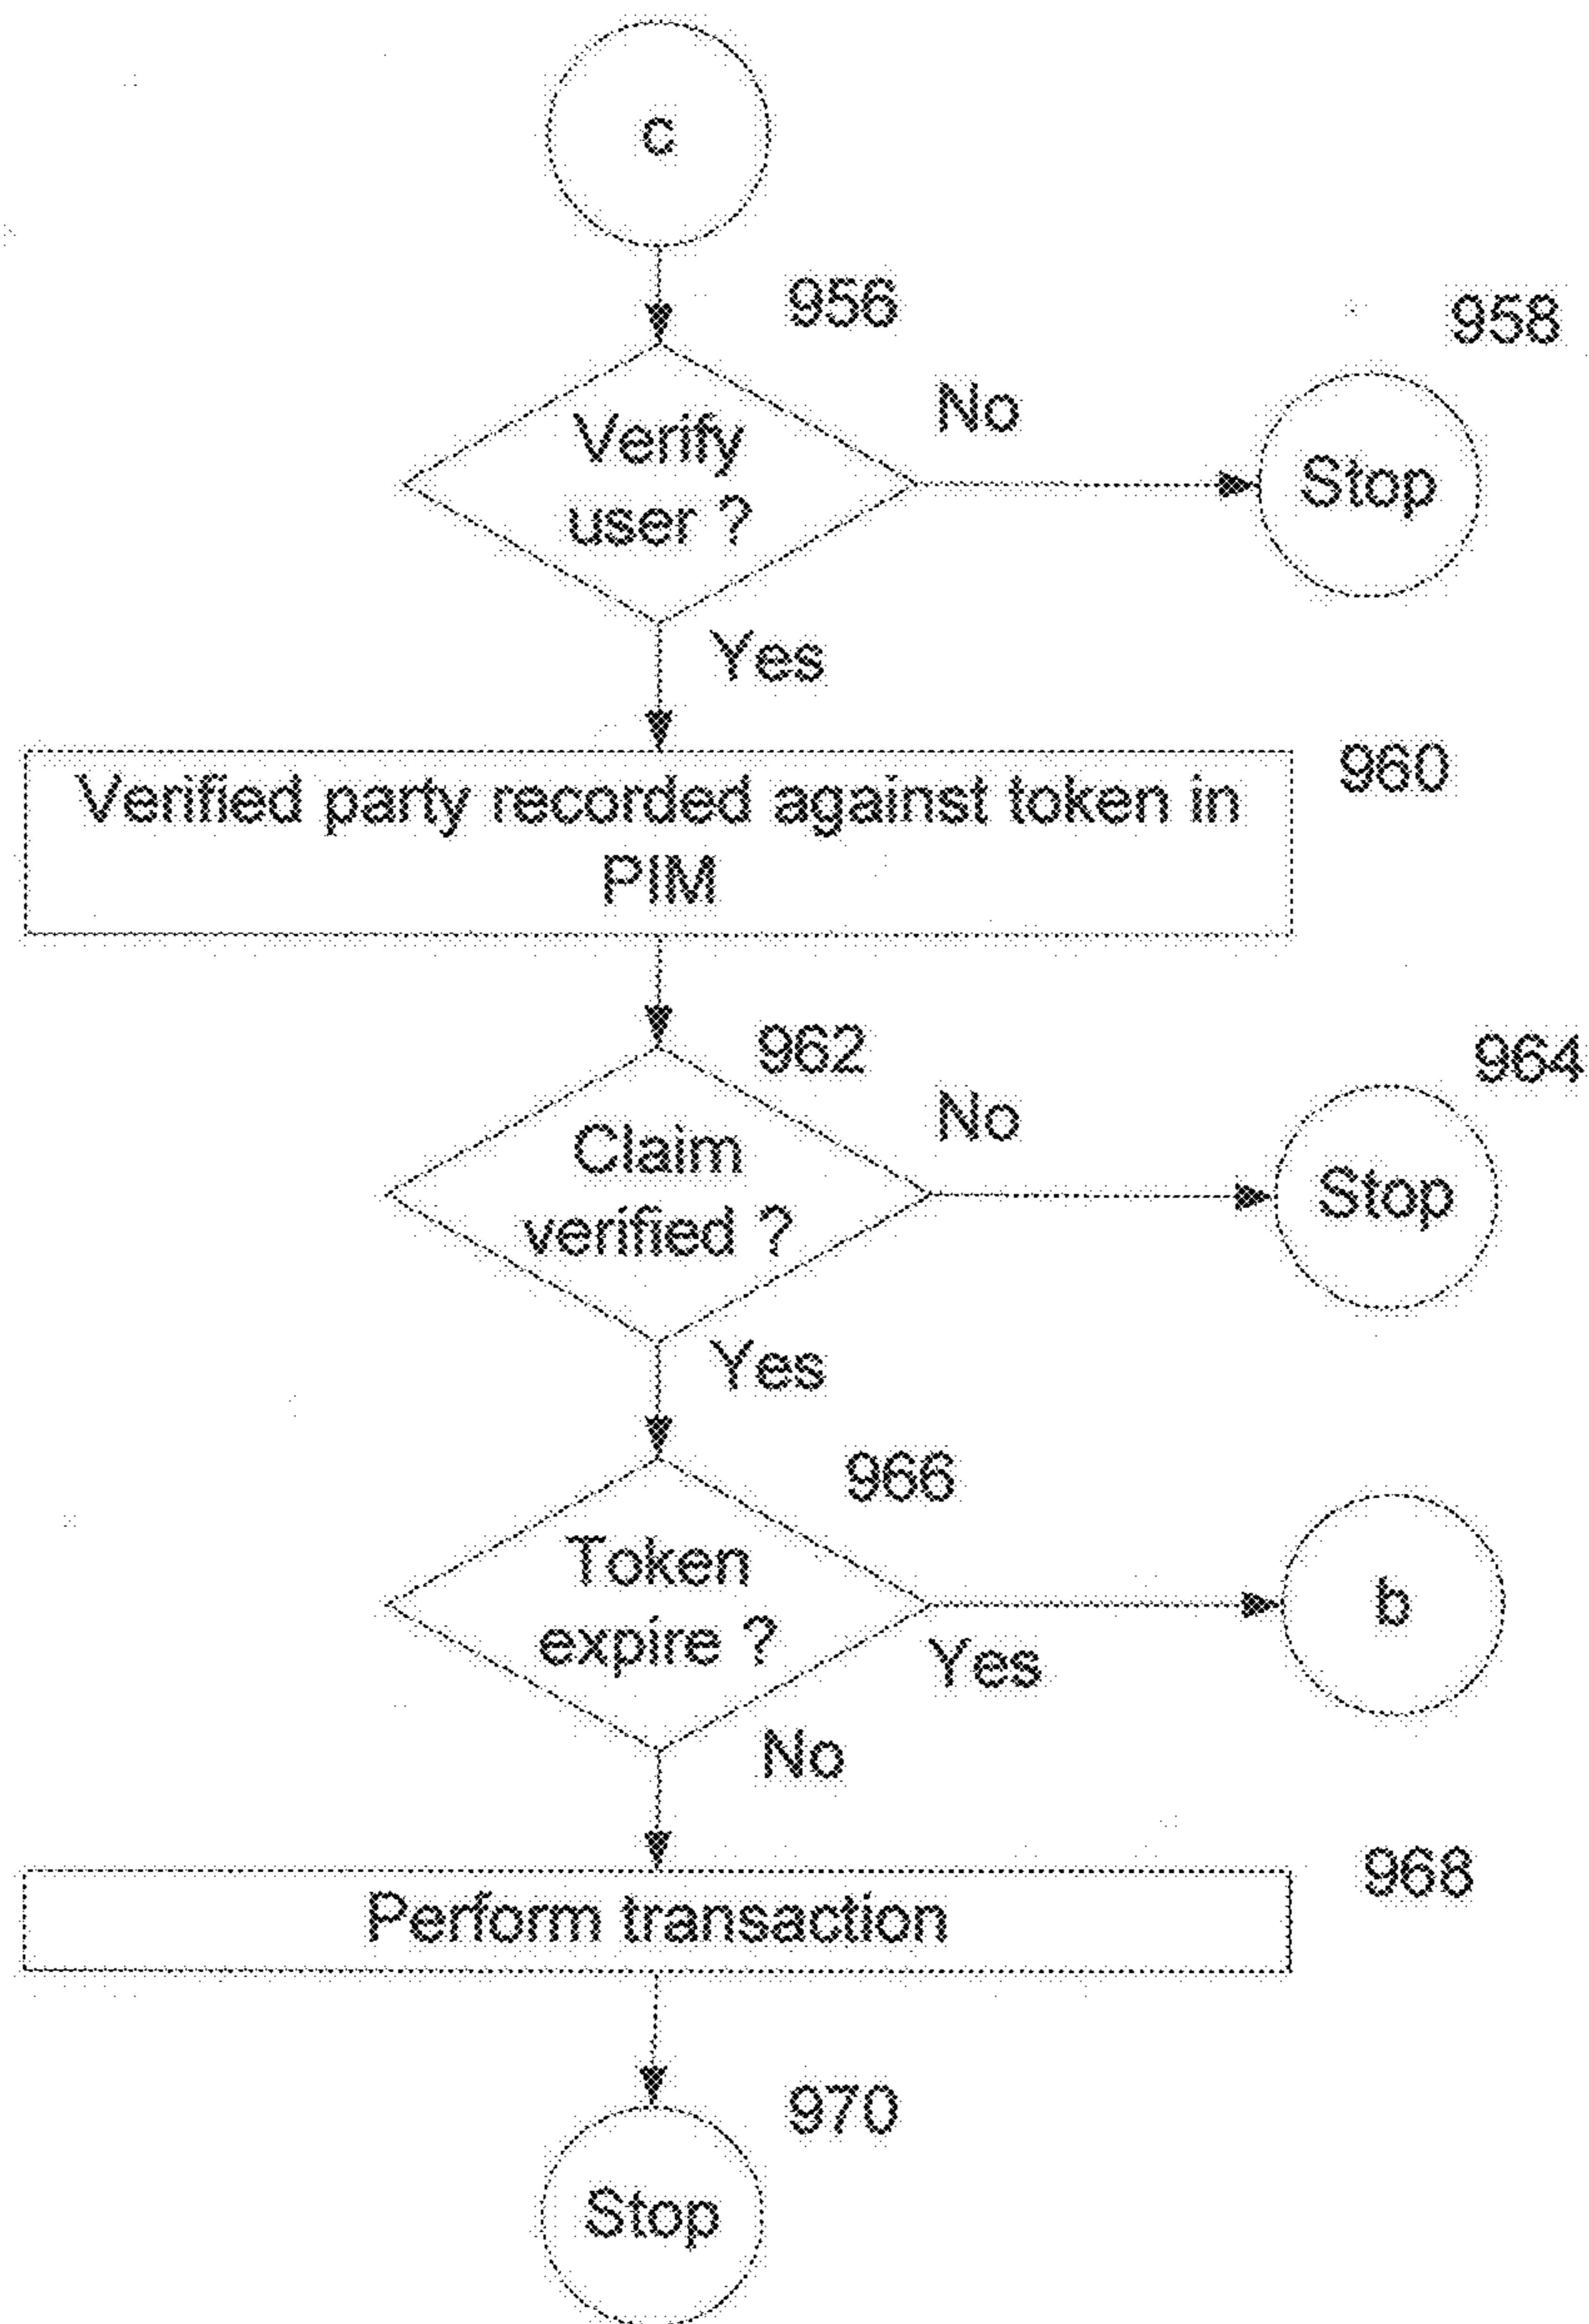 c
956
958
Verify
user ?
No
Stop
Yes
960
Verified party recorded against token in
PIM
962
964
Claim
verified ?
No
Stop
Yes
966
Token
expire ?
b
Yes
No
968
Perform transaction
970
Stop